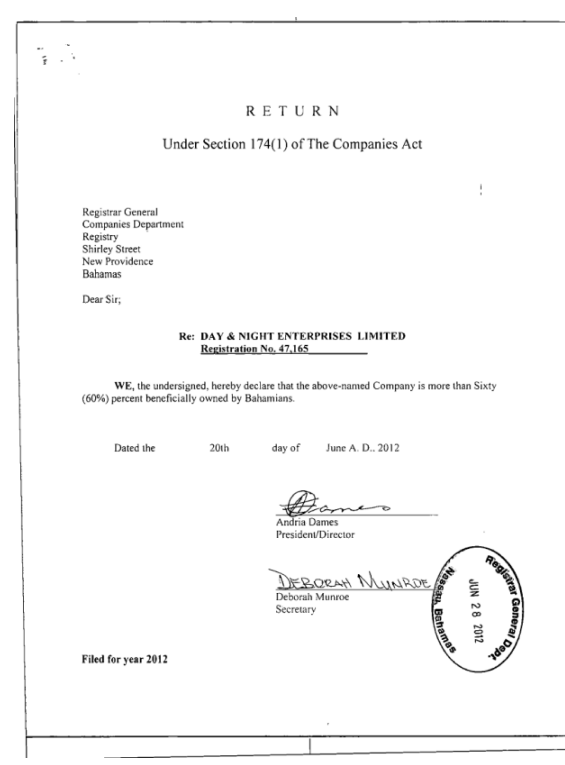 R E T U R N
Under Section 174(1) of The Companies Act
Registrar General
Companies Department
Registry
Shirley Street
New Providence
Bahamas
Dear Sir;
Re: DAY & NIGHT ENTERPRISES LIMITED
Registration No. 47,165
WE, the undersigned, hereby declare that the above-named Company is more than Sixty
(60%) percent beneficially owned by Bahamians.
Dated the 20th day of June A. D.. 2012
Dames
Andria Dames
President/Director
DEBORAH MUNROE
Deborah Munroe
Secretary
Registrar General Dept.
JUN 28 2012
Nassau, Bahamas
Filed for year 2012